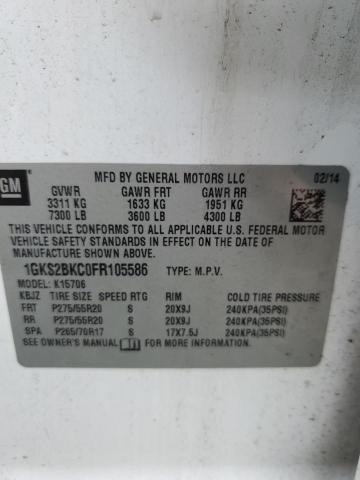 GM
MFD BY GENERAL MOTORS LLC 02/14
GVWR GAWR FRT GAWR RR
3311 KG 1633 KG 1951 KG
7300 LB 3600 LB 4300 LB
THIS VEHICLE CONFORMS TO ALL APPLICABLE U.S. FEDERAL MOTOR
VEHICLE SAFETY STANDARDS IN EFFECT ON THE DATE OF
MANUFACTURE SHOWN ABOVE.
1GKS2BKC0FR105586 TYPE: M.P.V.
MODEL: K15706
KBJZ TIRE SIZE SPEED RTG RIM COLD TIRE PRESSURE
FRT P275/55R20 S 20X9J 240KPA(35PSI)
RR P275/55R20 S 20X9J 240KPA(35PSI)
SPA P265/70R17 S 17X7.5J 240KPA(35PSI)
SEE OWNER'S MANUAL FOR ADDITIONAL INFORMATION.